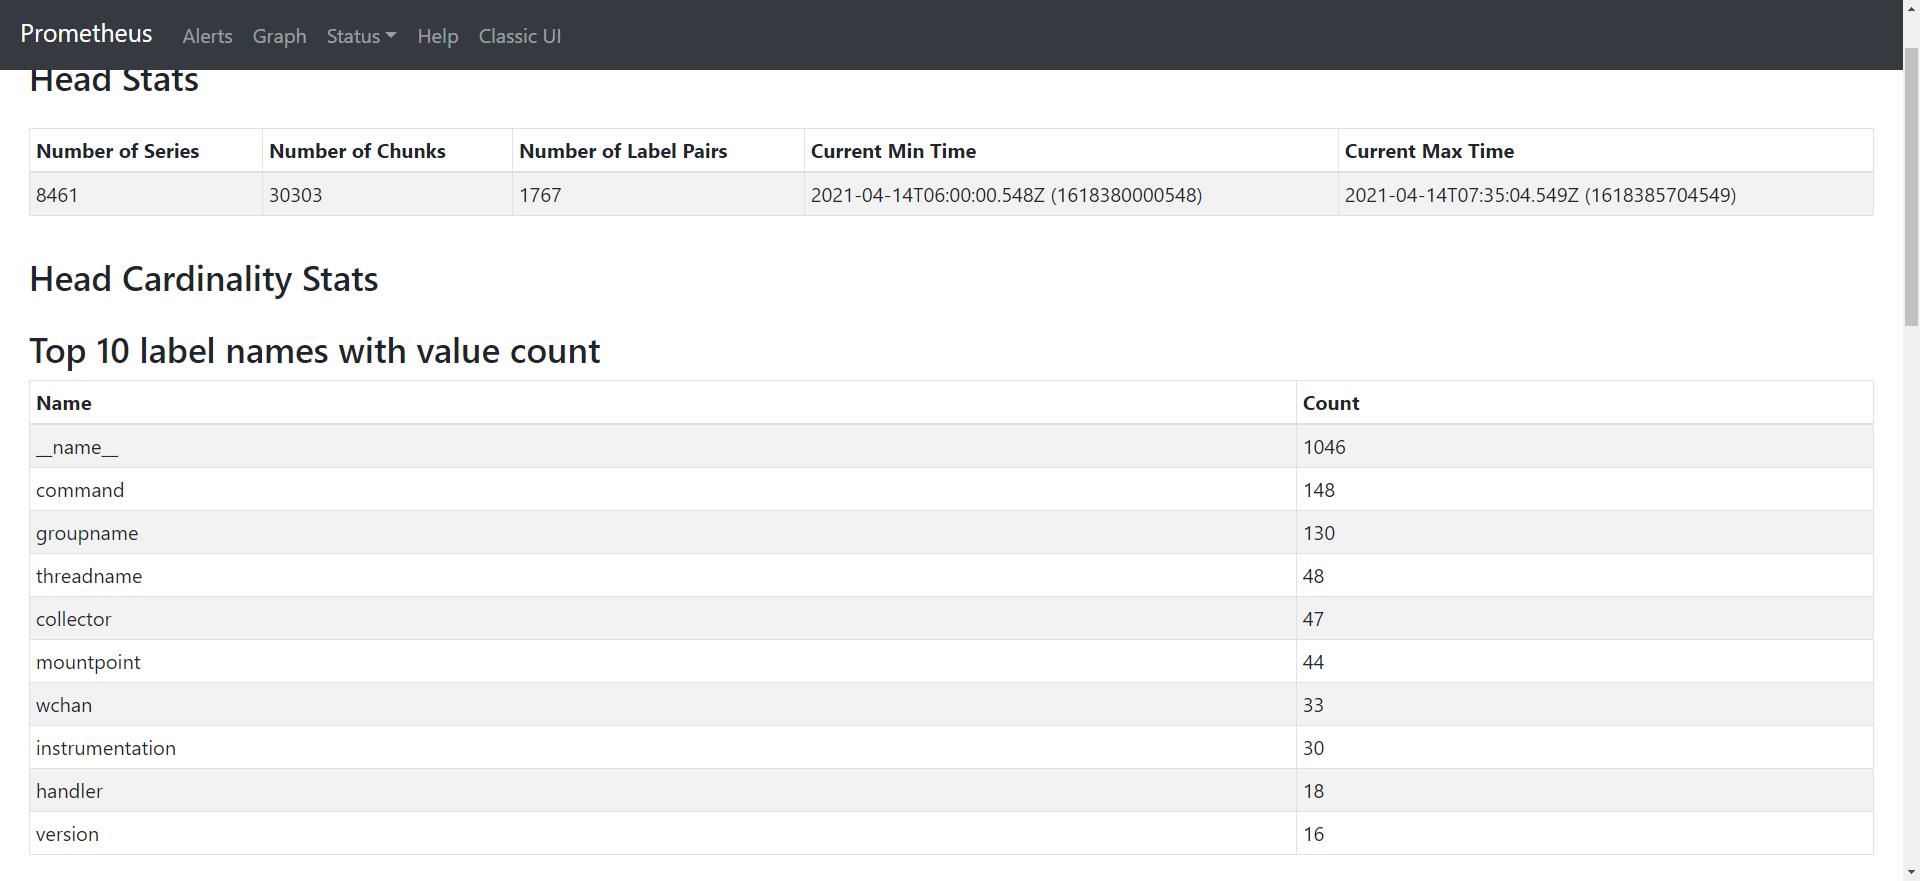 Prometheus Alerts Graph Status Help Classic UI
Head Stats
Number of Series Number of Chunks Number of Label Pairs Current Min Time Current Max Time
8461 30303 1767 2021-04-14T06:00:00.548Z (1618380000548) 2021-04-14T07:35:04.549Z (1618385704549)
Head Cardinality Stats
Top 10 label names with value count
Name Count
__name__ 1046
command 148
groupname 130
threadname 48
collector 47
mountpoint 44
wchan 33
instrumentation 30
handler 18
version 16